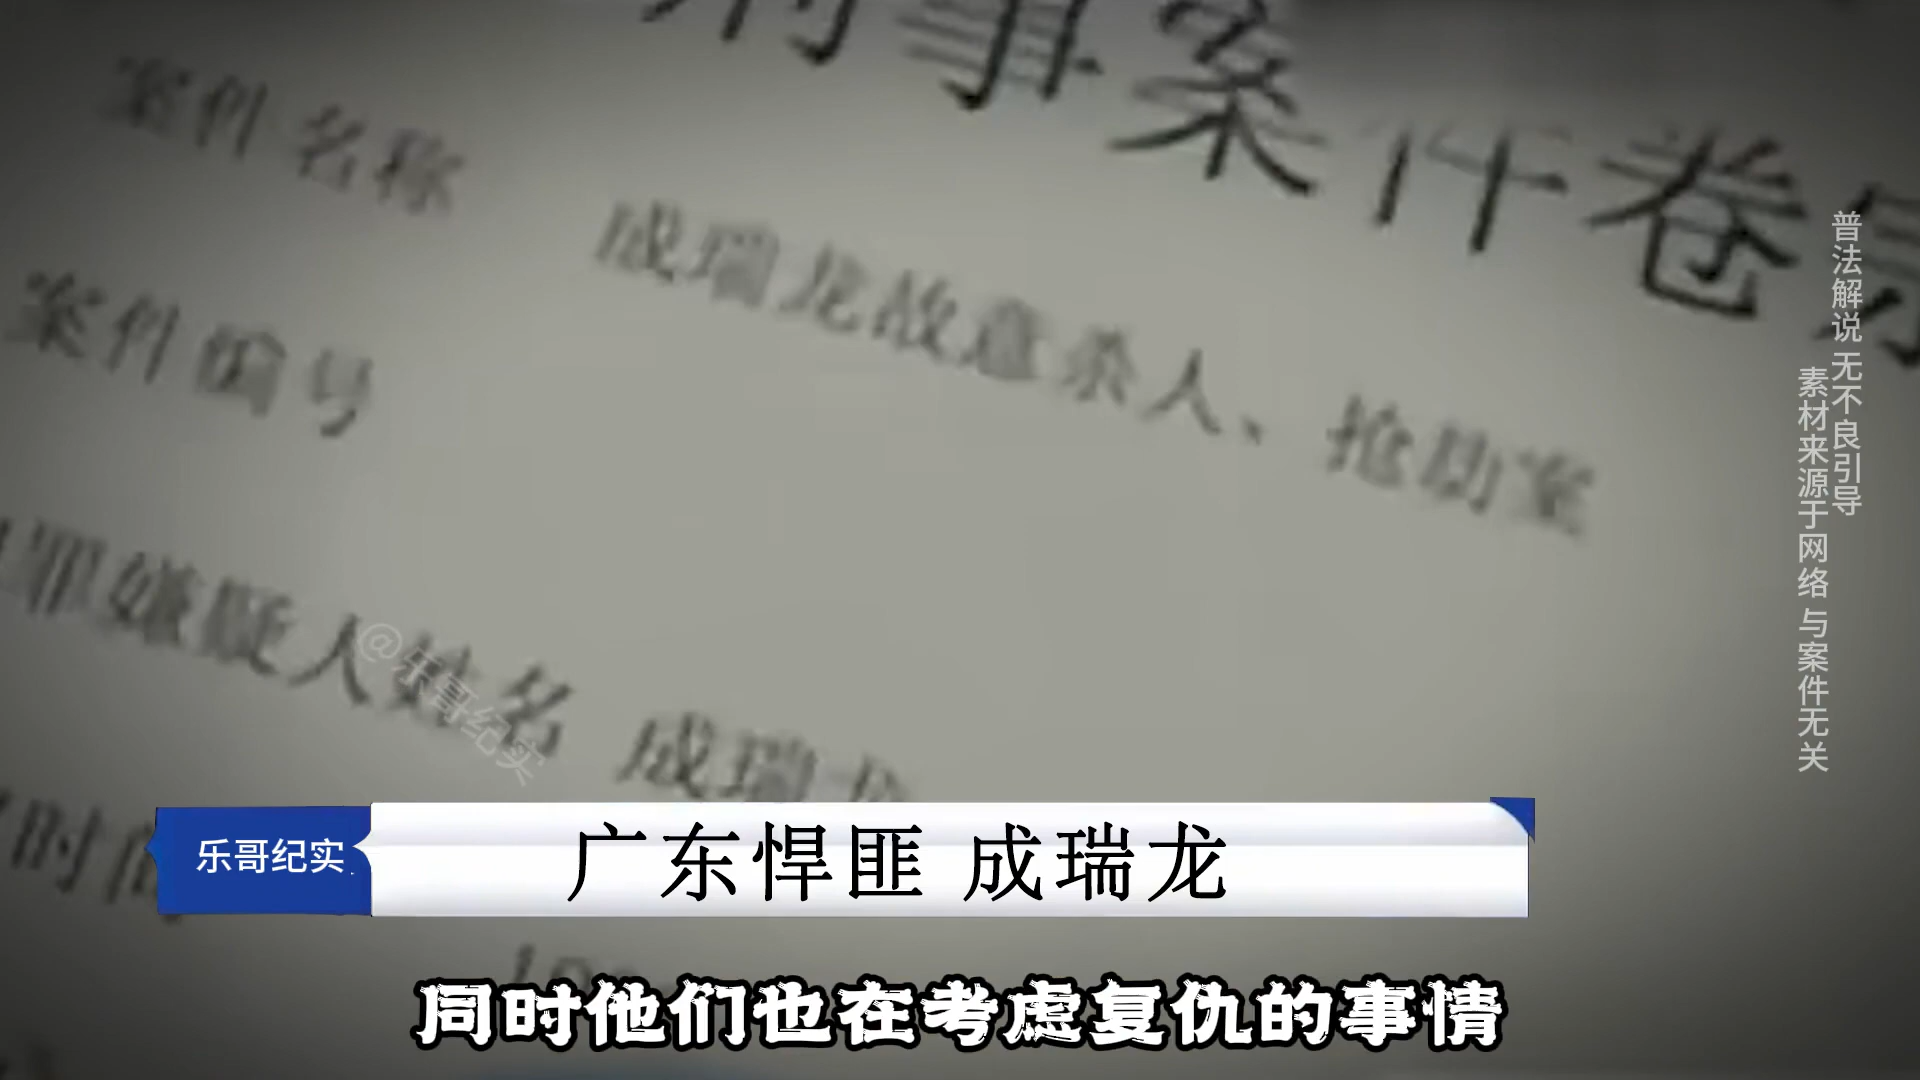 刑事案件卷宗
案件名称 成瑞龙故意杀人、抢劫案
案件编号
罪嫌疑人姓名 成瑞龙
时间
普法解说 无不良引导
素材来源于网络 与案件无关
@乐哥纪实
乐哥纪实
广东悍匪 成瑞龙
同时他们也在考虑复仇的事情